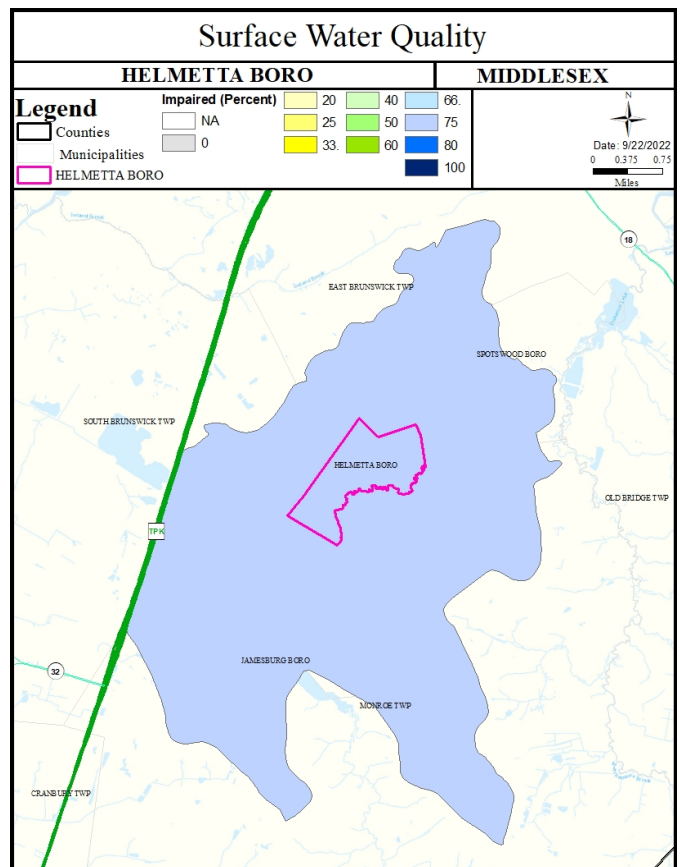 Surface Water Quality
HELMETTA BORO
MIDDLESEX
Legend
Counties
Municipalities
HELMETTA BORO
Impaired (Percent)
NA
0
20
25
33.
40
50
60
66.
75
80
100
N
Date: 9/22/2022
0 0.375 0.75
Miles
18
EAST BRUNSWICK TWP
SPOTSWOOD BORO
SOUTH BRUNSWICK TWP
HELMETTA BORO
OLD BRIDGE TWP
TPK
JAMESBURG BORO
32
MONROE TWP
CRANBURY TWP